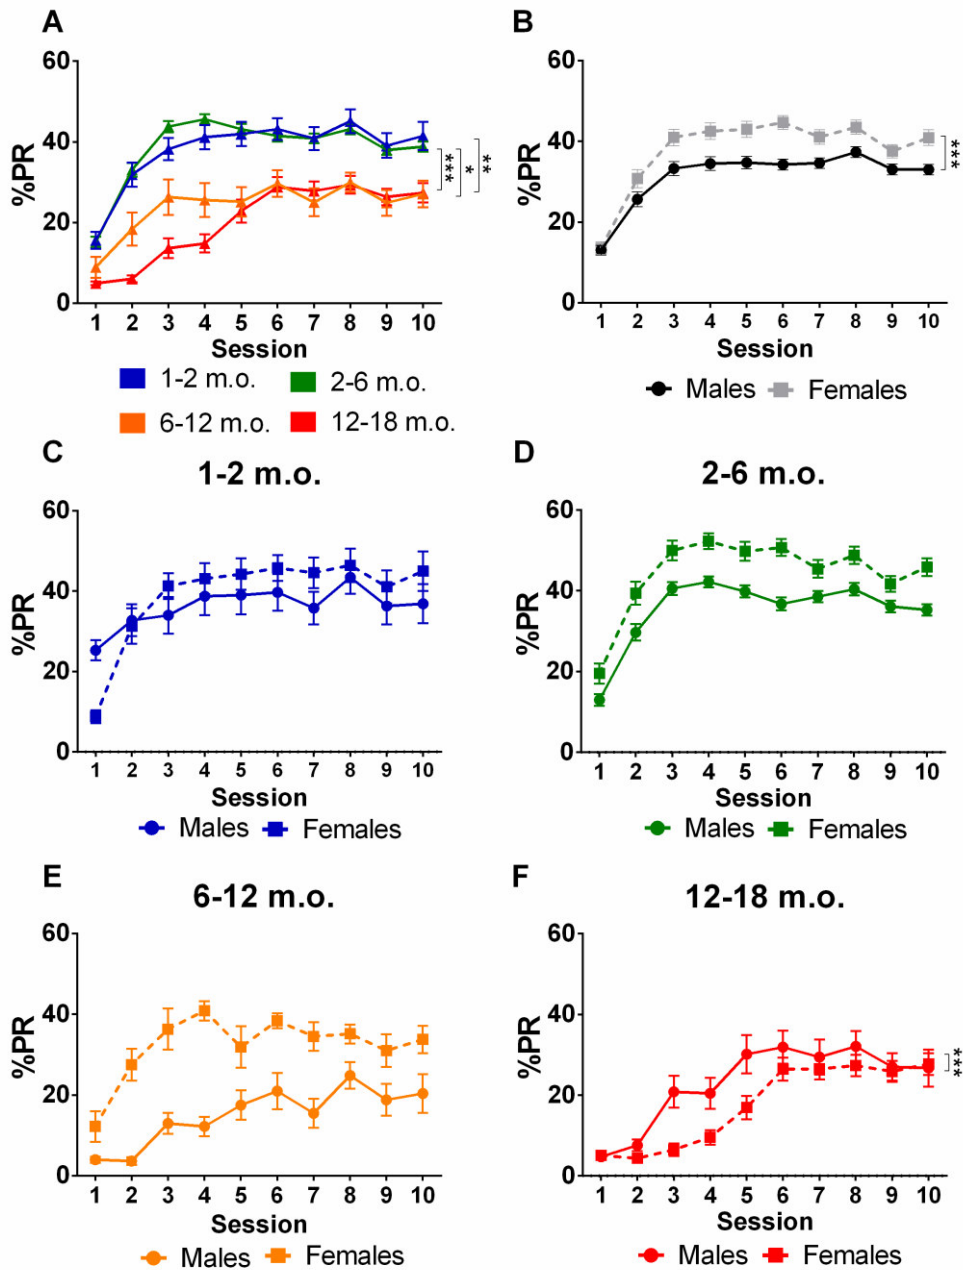 A
60
40
20
0
%PR
1 2 3 4 5 6 7 8 9 10
Session
***
*
**
1-2 m.o. 2-6 m.o.
6-12 m.o. 12-18 m.o.
B
60
40
20
0
%PR
1 2 3 4 5 6 7 8 9 10
Session
***
Males Females
C
1-2 m.o.
60
40
20
0
%PR
1 2 3 4 5 6 7 8 9 10
Session
Males Females
D
2-6 m.o.
60
40
20
0
%PR
1 2 3 4 5 6 7 8 9 10
Session
Males Females
E
6-12 m.o.
60
40
20
0
%PR
1 2 3 4 5 6 7 8 9 10
Session
Males Females
F
12-18 m.o.
60
40
20
0
%PR
1 2 3 4 5 6 7 8 9 10
Session
***
Males Females